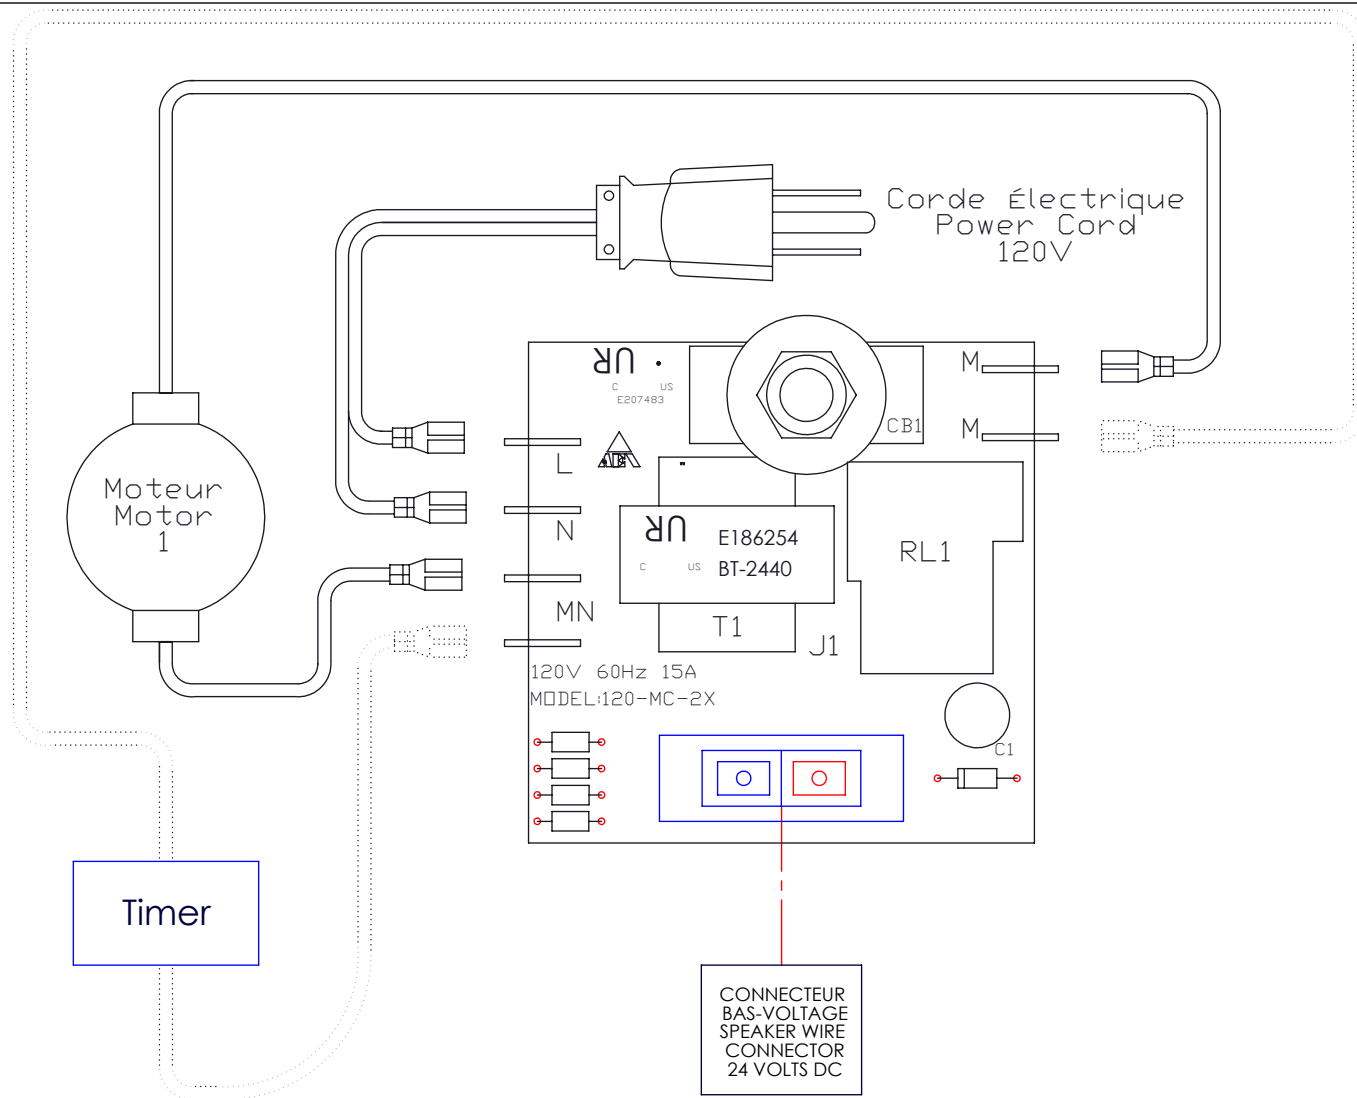 Corde Électrique
Power Cord
120V
UR
C US
E207483
M
CB1
M
L
Moteur
Motor
1
N
UR
E186254
C US
BT-2440
RL1
MN
T1
J1
120V 60Hz 15A
MODEL:120-MC-2X
C1
Timer
CONNECTEUR
BAS-VOLTAGE
SPEAKER WIRE
CONNECTOR
24 VOLTS DC